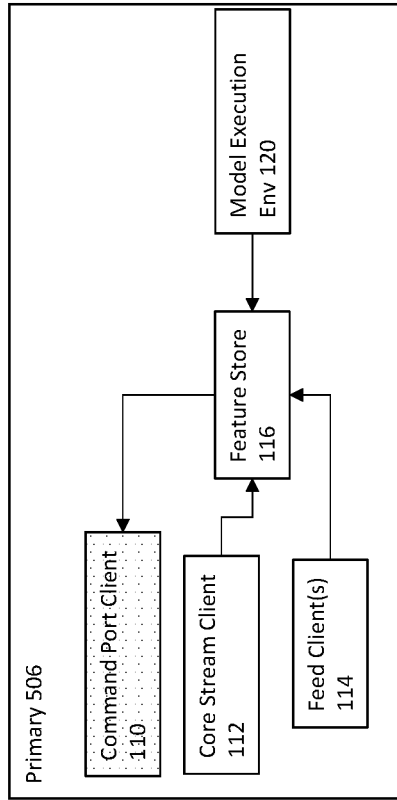 Primary 506
Command Port Client
110
Core Stream Client
112
Feed Client(s)
114
Feature Store
116
Model Execution
Env 120